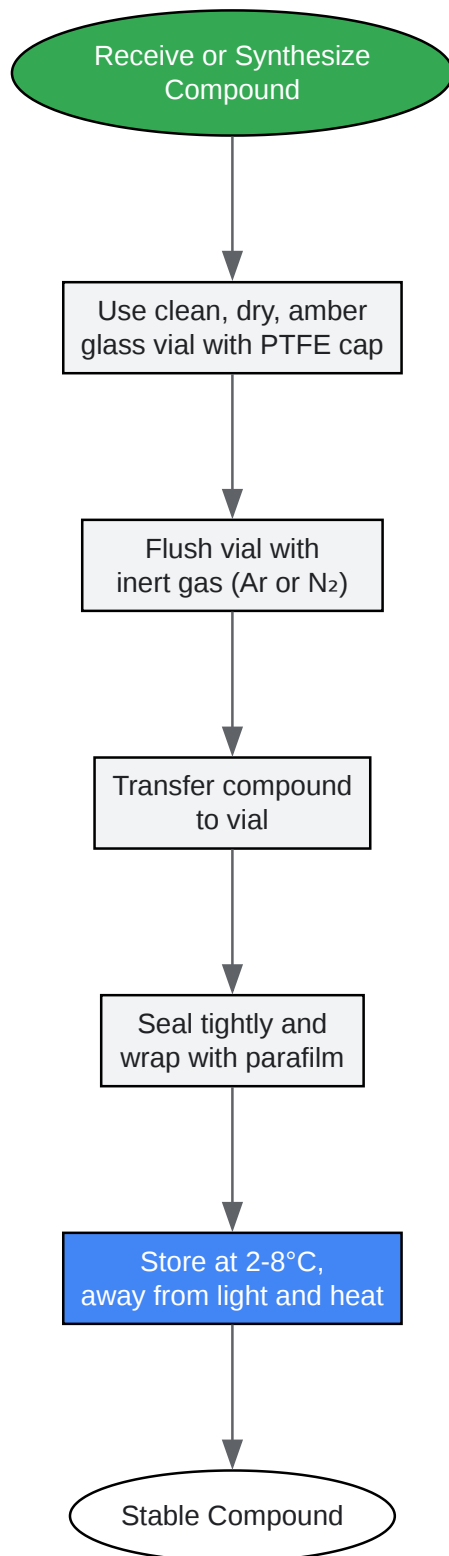 Receive or Synthesize
Compound
Use clean, dry, amber
glass vial with PTFE cap
Flush vial with
inert gas (Ar or N₂)
Transfer compound
to vial
Seal tightly and
wrap with parafilm
Store at 2-8°C,
away from light and heat
Stable Compound